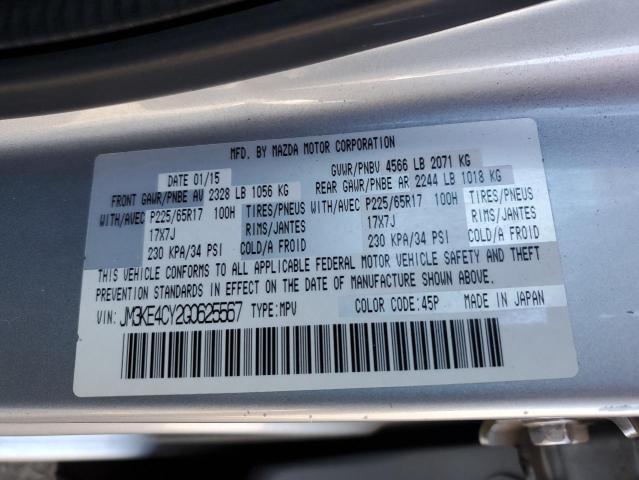 MFD. BY MAZDA MOTOR CORPORATION
DATE 01/15 GVWR/PNBV 4566 LB 2071 KG
FRONT GAWR/PNBE AV 2328 LB 1056 KG REAR GAWR/PNBE AR 2244 LB 1018 KG
WITH/AVEC P225/65R17 100H TIRES/PNEUS WITH/AVEC P225/65R17 100H TIRES/PNEUS
17X7J RIMS/JANTES 17X7J RIMS/JANTES
230 KPA/34 PSI COLD/A FROID 230 KPA/34 PSI COLD/A FROID
THIS VEHICLE CONFORMS TO ALL APPLICABLE FEDERAL MOTOR VEHICLE SAFETY AND THEFT
PREVENTION STANDARDS IN EFFECT ON THE DATE OF MANUFACTURE SHOWN ABOVE.
VIN: JM3KE4CY2G0625567 TYPE: MPV COLOR CODE: 45P MADE IN JAPAN